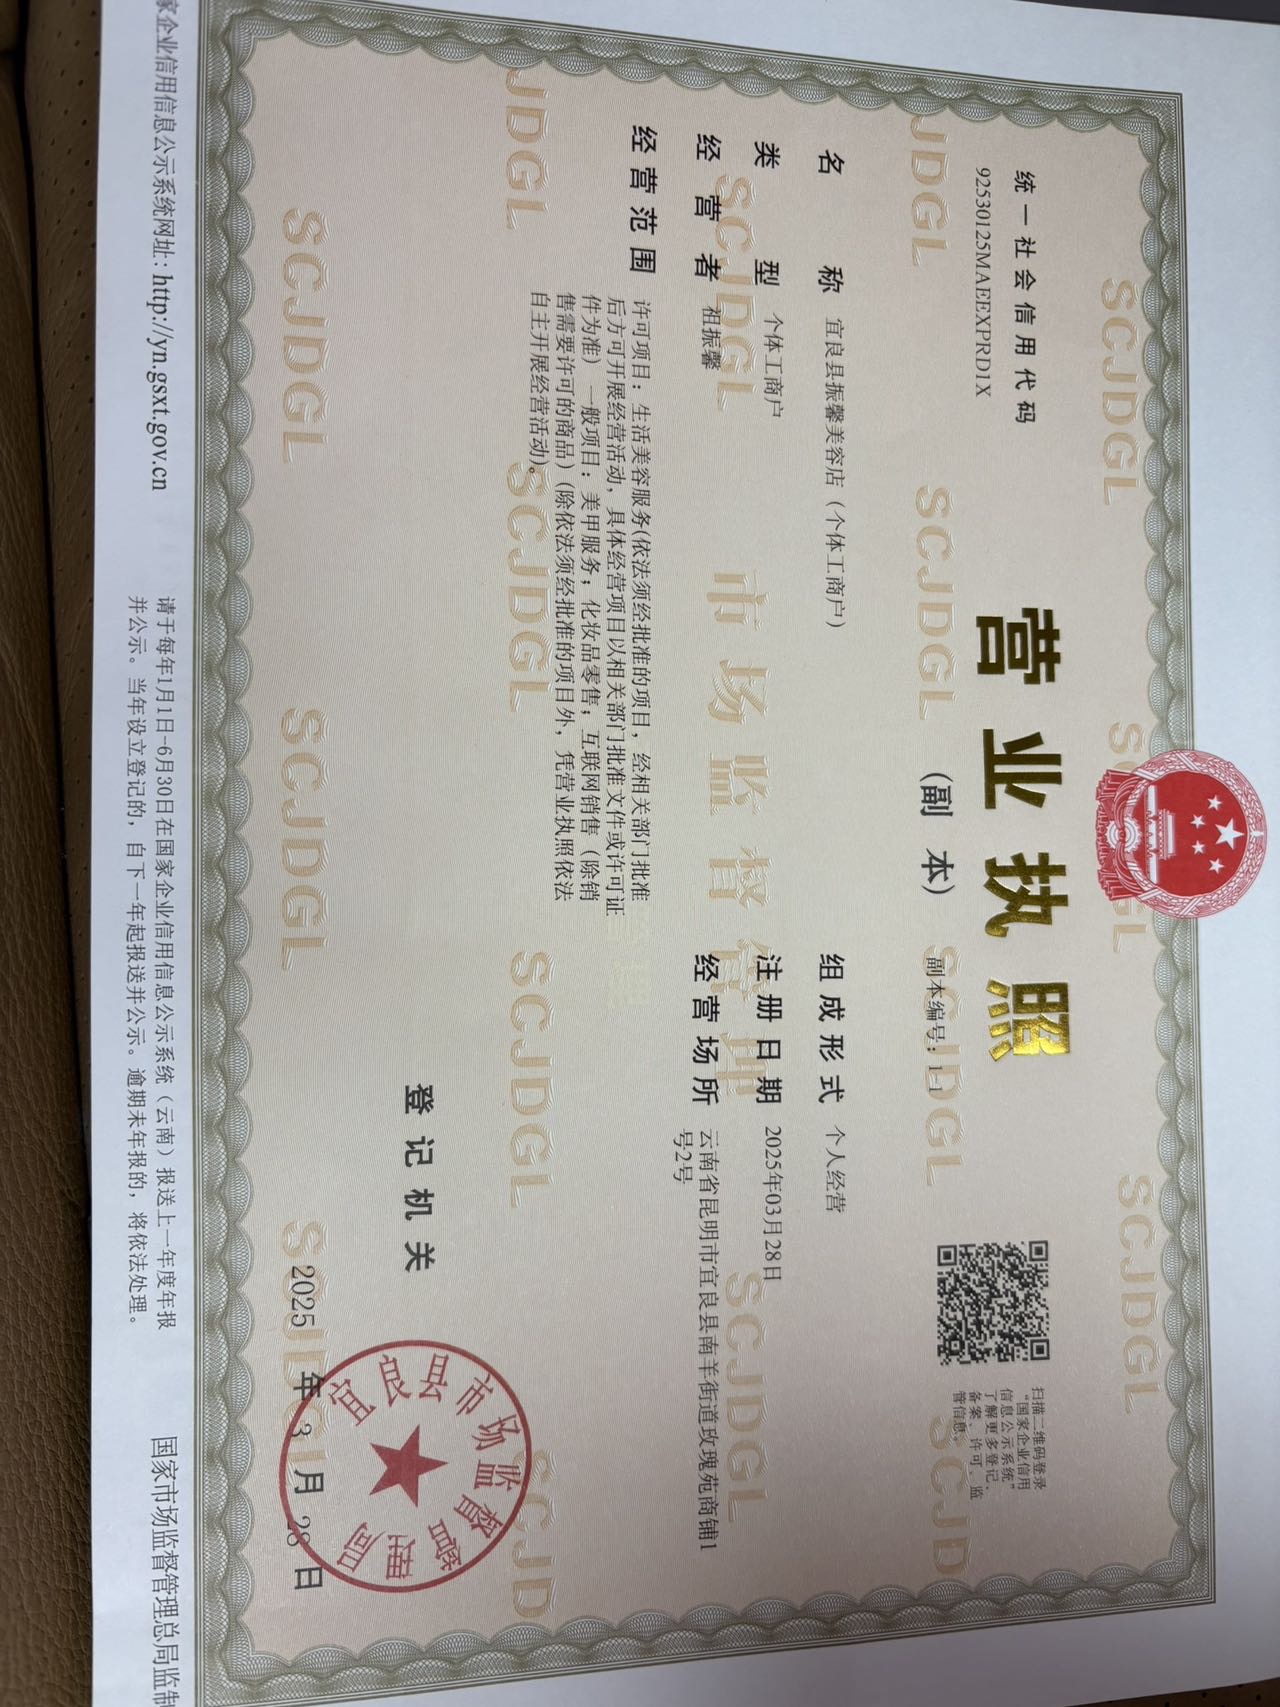 统一社会信用代码
92530125MAEEXPRD1X
营业执照
（副 本）
副本编号：1-1
扫描二维码登录
“国家企业信用
信息公示系统”
了解更多登记、
备案、许可、监
管信息。
名 称 宜良县振馨美容店（个体工商户）
类 型 个体工商户
经 营 者 祖振馨
经 营 范 围 许可项目：生活美容服务(依法须经批准的项目，经相关部门批准
后方可开展经营活动，具体经营项目以相关部门批准文件或许可证
件为准）一般项目：美甲服务；化妆品零售；互联网销售（除销
售需要许可的商品）（除依法须经批准的项目外，凭营业执照依法
自主开展经营活动）。
组 成 形 式 个人经营
注 册 日 期 2025年03月28日
经 营 场 所 云南省昆明市宜良县南羊街道玫瑰苑商铺1
号2号
登 记 机 关
宜良县市场监督管理局
2025 年 3 月 28 日
SCJDGL
市场监督管理
家企业信用信息公示系统网址：http://yn.gsxt.gov.cn
请于每年1月1日-6月30日在国家企业信用信息公示系统（云南）报送上一年度年报
并公示。当年设立登记的，自下一年起报送并公示。逾期未年报的，将依法处理。
国家市场监督管理总局监制